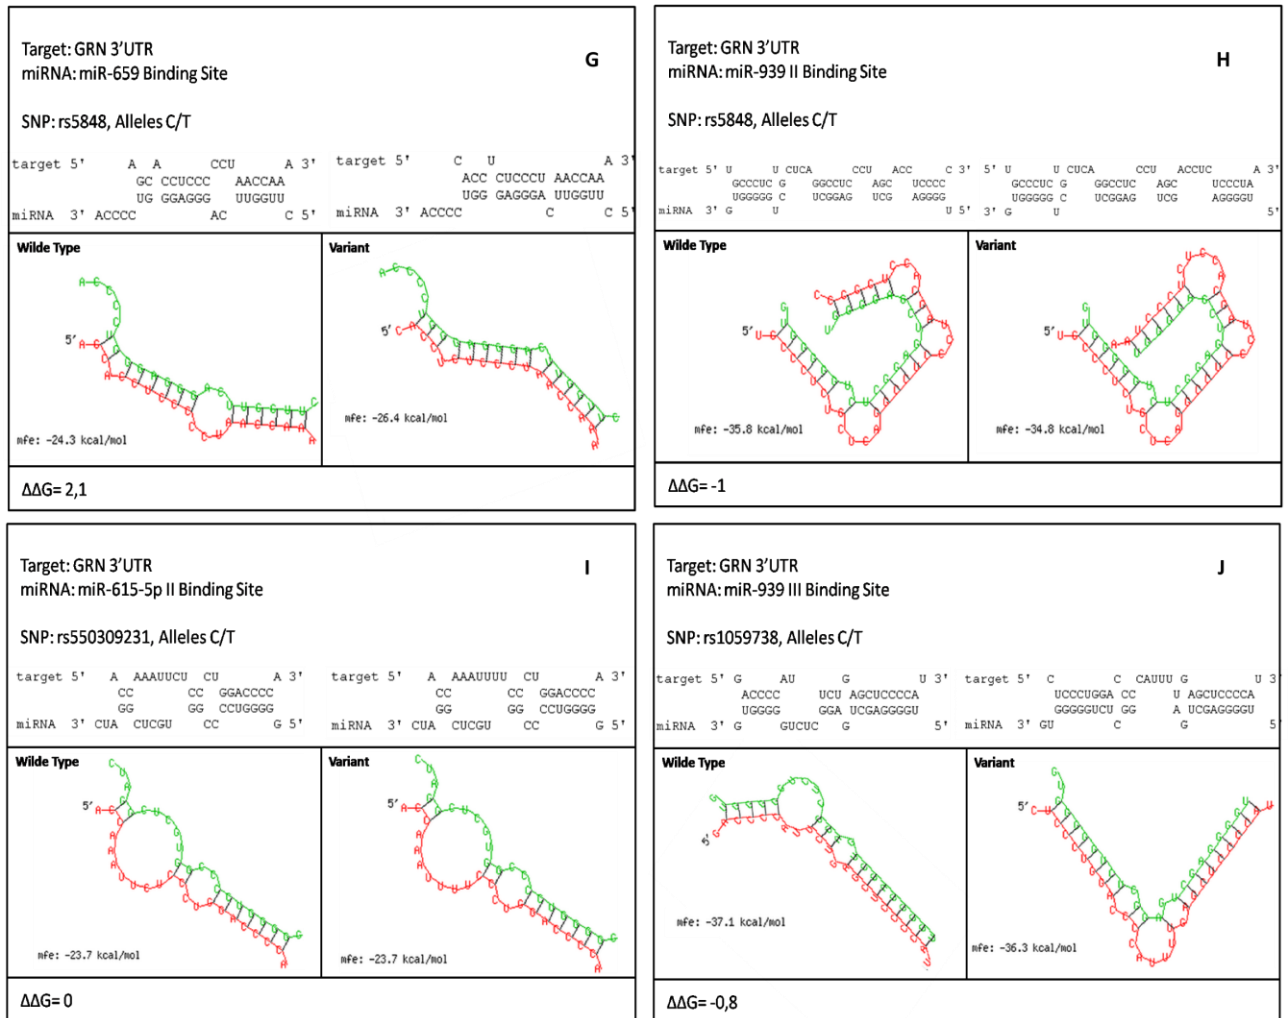 Target: GRN 3'UTR
G
miRNA: miR-659 Binding Site
SNP: rs5848, Alleles C/T
target 5' A A CCU A 3'
GC CCUCCC AACCAA
UG GGAGGG UUGGUU
miRNA 3' ACCCC AC C 5'
target 5' C U A 3'
ACC CUCCCU AACCAA
UGG GAGGGA UUGGUU
miRNA 3' ACCCC C C 5'
Wilde Type
5'
mfe: -24.3 kcal/mol
Variant
5'
mfe: -26.4 kcal/mol
ΔΔG= 2,1
Target: GRN 3'UTR
H
miRNA: miR-939 II Binding Site
SNP: rs5848, Alleles C/T
target 5' U U CUCA CCU ACC C 3'
GCCCUC G GGCCUC AGC UCCCC
UGGGGG C UCGGAG UCG AGGGG
miRNA 3' G U U 5'
5' U U CUCA CCU ACCUC 3'
GCCCUC G GGCCUC AGC UCCCUA
UGGGGG C UCGGAG UCG AGGGGU
3' G U 5'
Wilde Type
5'
mfe: -35.8 kcal/mol
Variant
5'
mfe: -34.8 kcal/mol
ΔΔG= -1
Target: GRN 3'UTR
I
miRNA: miR-615-5p II Binding Site
SNP: rs550309231, Alleles C/T
target 5' A AAAUUCU CU A 3'
CC CC GGACCCC
GG GG CCUGGGG
miRNA 3' CUA CUCGU CC G 5'
target 5' A AAAUUUU CU A 3'
CC CC GGACCCC
GG GG CCUGGGG
miRNA 3' CUA CUCGU CC G 5'
Wilde Type
5'
mfe: -23.7 kcal/mol
Variant
5'
mfe: -23.7 kcal/mol
ΔΔG= 0
Target: GRN 3'UTR
J
miRNA: miR-939 III Binding Site
SNP: rs1059738, Alleles C/T
target 5' G AU G U 3'
ACCCC UCU AGCUCCCCA
UGGGG GGA UCGAGGGGU
miRNA 3' G GUCUC G 5'
target 5' C C CAUUU G U 3'
UCCCUGGA CC U AGCUCCCCA
GGGGGUCU GG A UCGAGGGGU
miRNA 3' GU C G 5'
Wilde Type
5'
mfe: -37.1 kcal/mol
Variant
5'
mfe: -36.3 kcal/mol
ΔΔG= -0,8